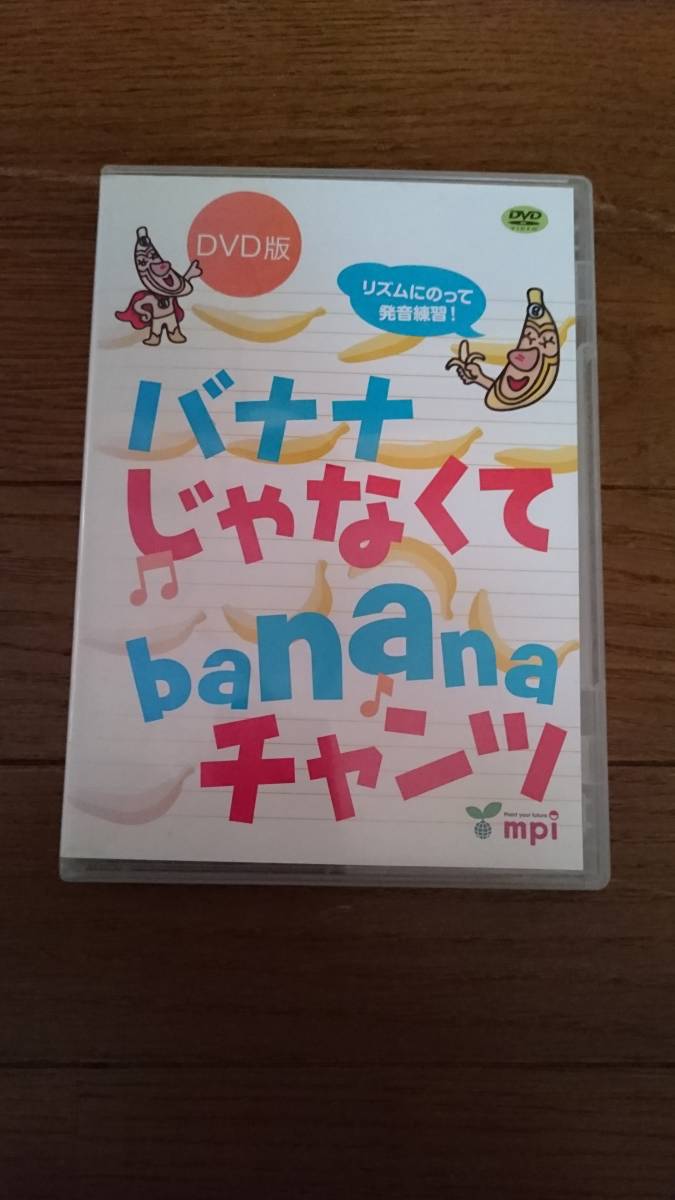 DVD版
DVD
VIDEO
リズムにのって
発音練習!
バナナ
じゃなくて
banana
チャンツ
mpi